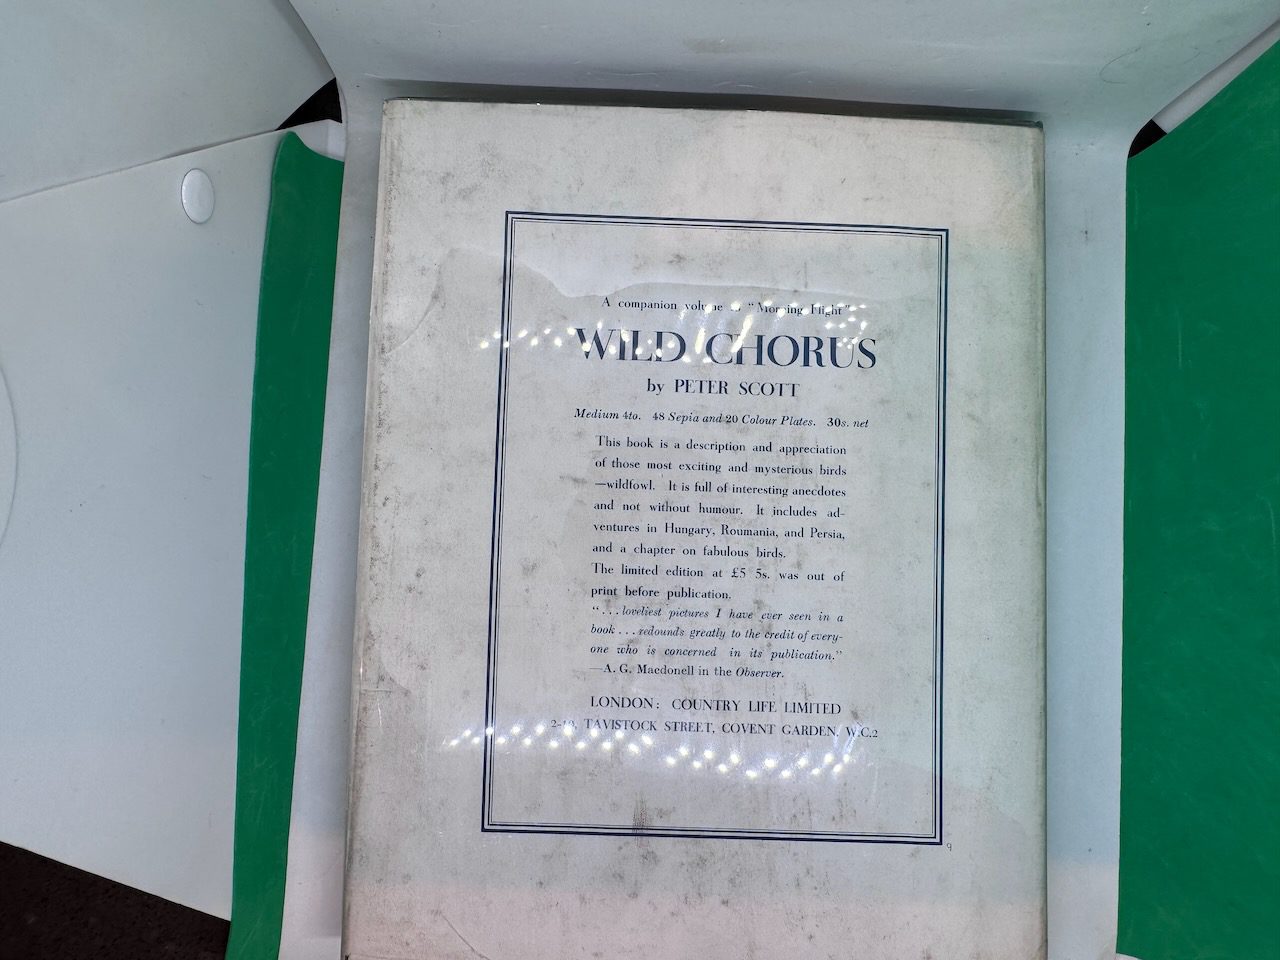 A companion volume to "Morning Flight"
WILD CHORUS
by PETER SCOTT
Medium 4to. 48 Sepia and 20 Colour Plates. 30s. net
This book is a description and appreciation
of those most exciting and mysterious birds
—wildfowl. It is full of interesting anecdotes
and not without humour. It includes ad-
ventures in Hungary, Roumania, and Persia,
and a chapter on fabulous birds.
The limited edition at £5 5s. was out of
print before publication.
"...loveliest pictures I have ever seen in a
book...redounds greatly to the credit of every-
one who is concerned in its publication."
—A. G. Macdonell in the Observer.
LONDON: COUNTRY LIFE LIMITED
TAVISTOCK STREET, COVENT GARDEN, W.C.2
9